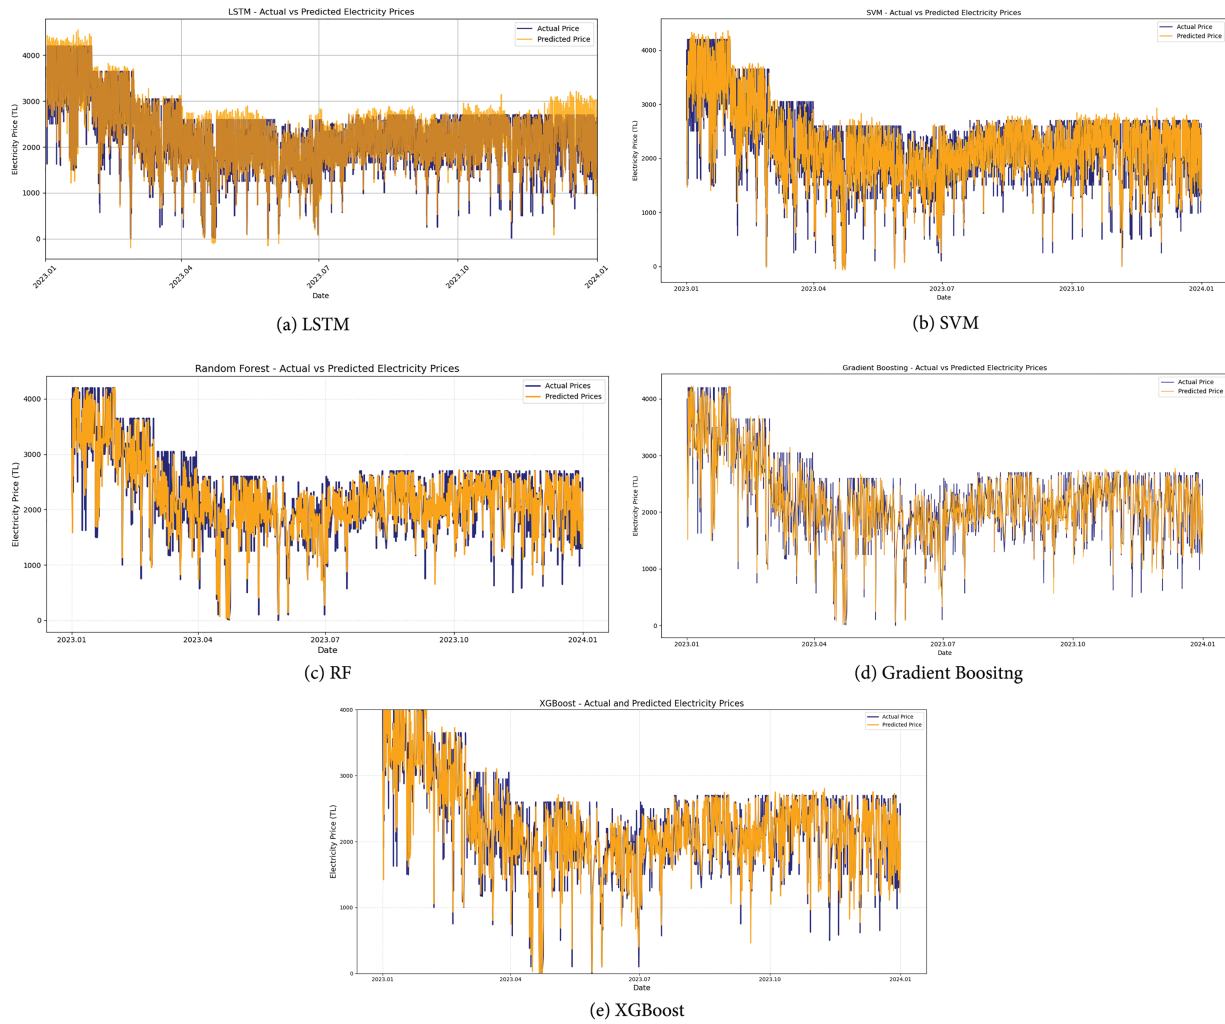 LSTM - Actual vs Predicted Electricity Prices
Actual Price
Predicted Price
Electricity Price (TL)
4000
3000
2000
1000
0
2023.01
2023.04
2023.07
2023.10
2024.01
Date
(a) LSTM
SVM - Actual vs Predicted Electricity Prices
Actual Price
Predicted Price
Electricity Price (TL)
4000
3000
2000
1000
0
2023.01
2023.04
2023.07
2023.10
2024.01
Date
(b) SVM
Random Forest - Actual vs Predicted Electricity Prices
Actual Prices
Predicted Prices
Electricity Price (TL)
4000
3000
2000
1000
0
2023.01
2023.04
2023.07
2023.10
2024.01
Date
(c) RF
Gradient Boosting - Actual vs Predicted Electricity Prices
Actual Price
Predicted Price
Electricity Price (TL)
4000
3000
2000
1000
0
2023.01
2023.04
2023.07
2023.10
2024.01
Date
(d) Gradient Boositng
XGBoost - Actual and Predicted Electricity Prices
Actual Price
Predicted Price
Electricity Price (TL)
4000
3000
2000
1000
0
2023.01
2023.04
2023.07
2023.10
2024.01
Date
(e) XGBoost